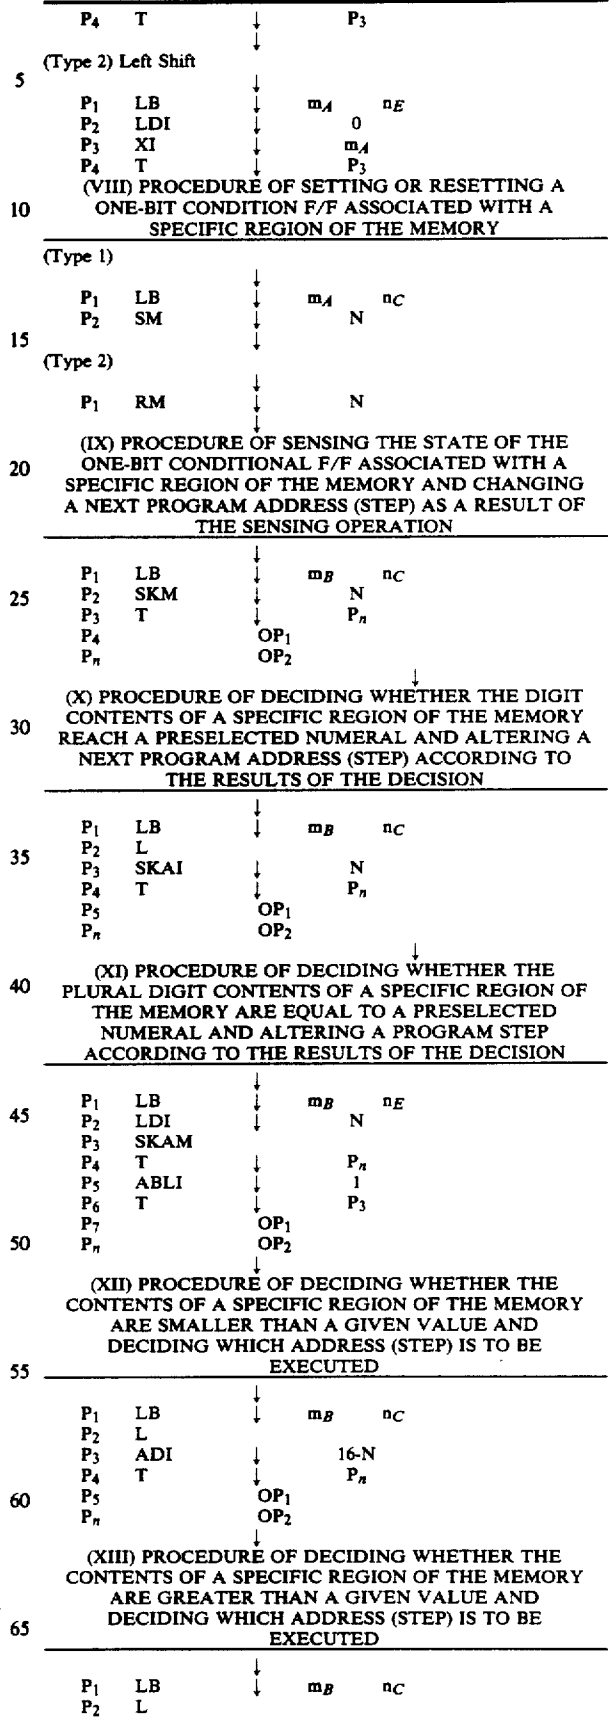 P4 T ↓ P3
↓
(Type 2) Left Shift
5
↓
P1 LB ↓ mA nE
P2 LDI ↓ 0
P3 XI ↓ mA
P4 T ↓ P3
(VIII) PROCEDURE OF SETTING OR RESETTING A
10 ONE-BIT CONDITION F/F ASSOCIATED WITH A
SPECIFIC REGION OF THE MEMORY
(Type 1)
↓
P1 LB ↓ mA nC
P2 SM ↓ N
15 ↓
(Type 2)
↓
P1 RM ↓ N
↓
(IX) PROCEDURE OF SENSING THE STATE OF THE
20 ONE-BIT CONDITIONAL F/F ASSOCIATED WITH A
SPECIFIC REGION OF THE MEMORY AND CHANGING
A NEXT PROGRAM ADDRESS (STEP) AS A RESULT OF
THE SENSING OPERATION
↓
P1 LB ↓ mB nC
25 P2 SKM ↓ N
P3 T ↓ Pn
P4 OP1
Pn OP2
↓
(X) PROCEDURE OF DECIDING WHETHER THE DIGIT
30 CONTENTS OF A SPECIFIC REGION OF THE MEMORY
REACH A PRESELECTED NUMERAL AND ALTERING A
NEXT PROGRAM ADDRESS (STEP) ACCORDING TO
THE RESULTS OF THE DECISION
↓
P1 LB ↓ mB nC
35 P2 L
P3 SKAI ↓ N
P4 T ↓ Pn
P5 OP1
Pn OP2
↓
(XI) PROCEDURE OF DECIDING WHETHER THE
40 PLURAL DIGIT CONTENTS OF A SPECIFIC REGION OF
THE MEMORY ARE EQUAL TO A PRESELECTED
NUMERAL AND ALTERING A PROGRAM STEP
ACCORDING TO THE RESULTS OF THE DECISION
↓
45 P1 LB ↓ mB nE
P2 LDI ↓ N
P3 SKAM
P4 T ↓ Pn
P5 ABLI ↓ 1
P6 T ↓ P3
P7 OP1
50 Pn OP2
↓
(XII) PROCEDURE OF DECIDING WHETHER THE
CONTENTS OF A SPECIFIC REGION OF THE MEMORY
ARE SMALLER THAN A GIVEN VALUE AND
DECIDING WHICH ADDRESS (STEP) IS TO BE
55 EXECUTED
↓
P1 LB ↓ mB nC
P2 L
P3 ADI ↓ 16-N
P4 T ↓ Pn
60 P5 OP1
Pn OP2
↓
(XIII) PROCEDURE OF DECIDING WHETHER THE
CONTENTS OF A SPECIFIC REGION OF THE MEMORY
ARE GREATER THAN A GIVEN VALUE AND
65 DECIDING WHICH ADDRESS (STEP) IS TO BE
EXECUTED
↓
P1 LB ↓ mB nC
P2 L